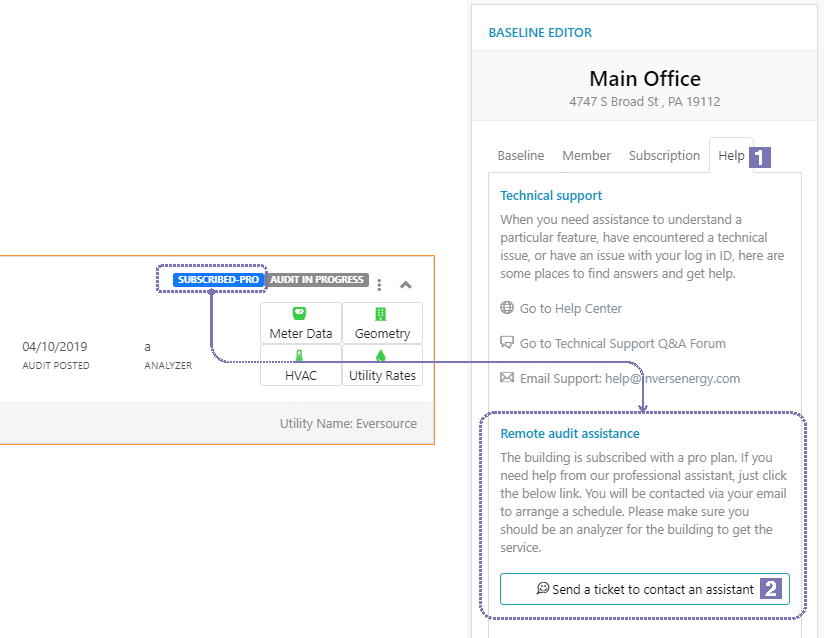 BASELINE EDITOR
Main Office
4747 S Broad St , PA 19112
Baseline Member Subscription Help 1
Technical support
When you need assistance to understand a
particular feature, have encountered a technical
issue, or have an issue with your log in ID, here are
some places to find answers and get help.
Go to Help Center
Go to Technical Support Q&A Forum
Email Support: help@inversenergy.com
SUBSCRIBED-PRO AUDIT IN PROGRESS
Meter Data Geometry
04/10/2019 a
AUDIT POSTED ANALYZER
HVAC Utility Rates
Utility Name: Eversource
Remote audit assistance
The building is subscribed with a pro plan. If you
need help from our professional assistant, just click
the below link. You will be contacted via your email
to arrange a schedule. Please make sure you
should be an analyzer for the building to get the
service.
Send a ticket to contact an assistant 2